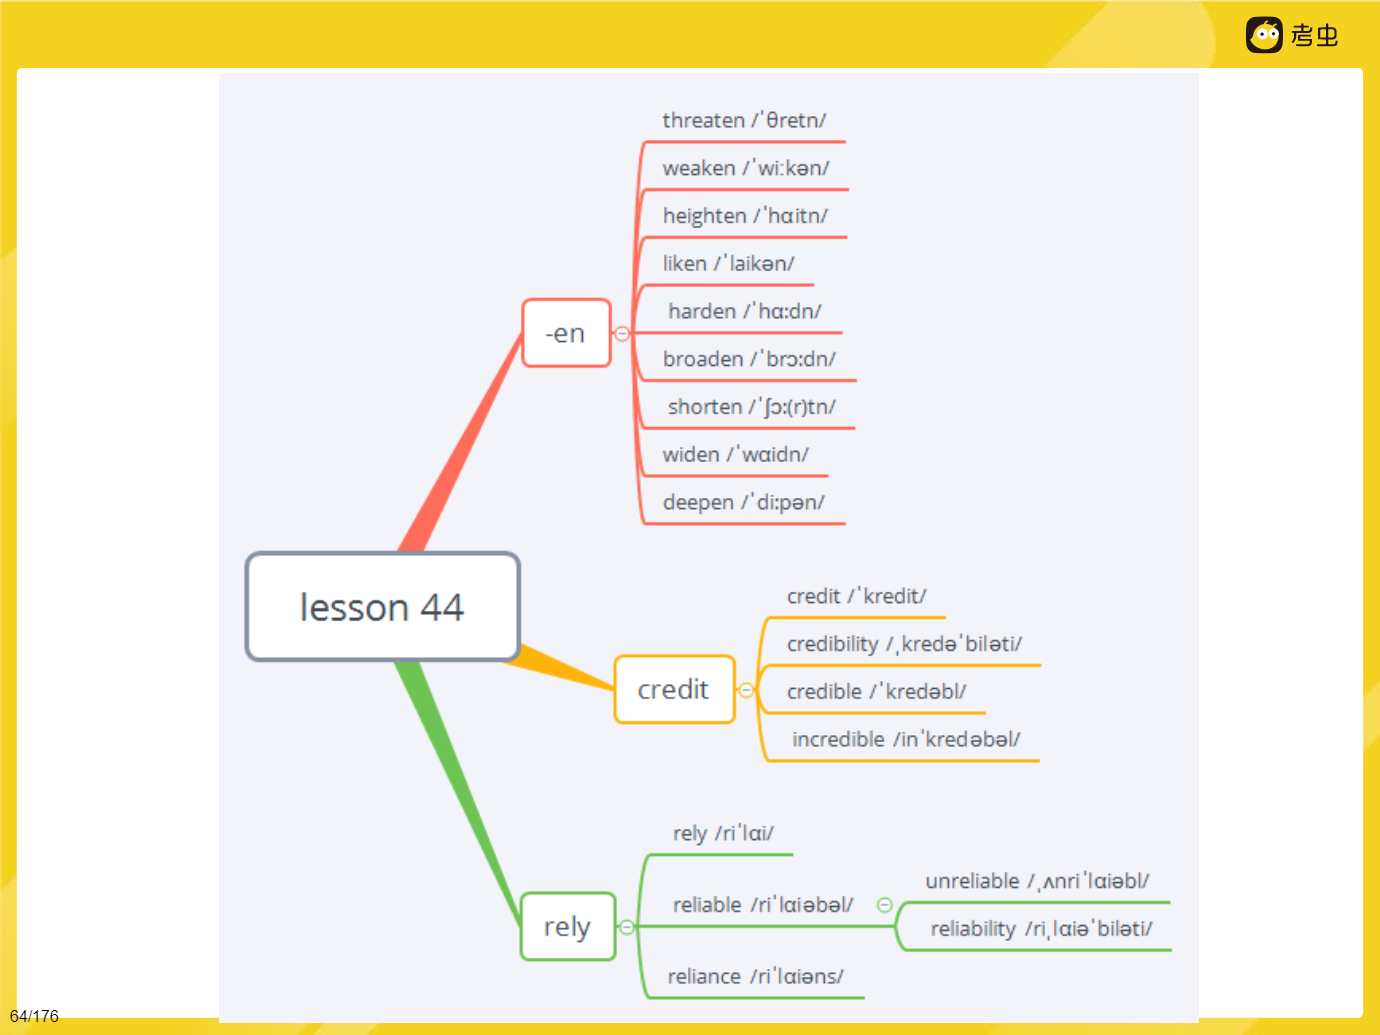 考虫
threaten /ˈθretn/
weaken /ˈwiːkən/
heighten /ˈhɑitn/
liken /ˈlaikən/
harden /ˈhɑːdn/
broaden /ˈbrɔːdn/
shorten /ˈʃɔː(r)tn/
widen /ˈwɑidn/
deepen /ˈdiːpən/
-en
lesson 44
credit
credit /ˈkredit/
credibility /ˌkredəˈbiləti/
credible /ˈkredəbl/
incredible /inˈkredəbəl/
rely
rely /riˈlɑi/
reliable /riˈlɑiəbəl/
unreliable /ˌʌnriˈlɑiəbl/
reliability /riˌlɑiəˈbiləti/
reliance /riˈlɑiəns/
64/176